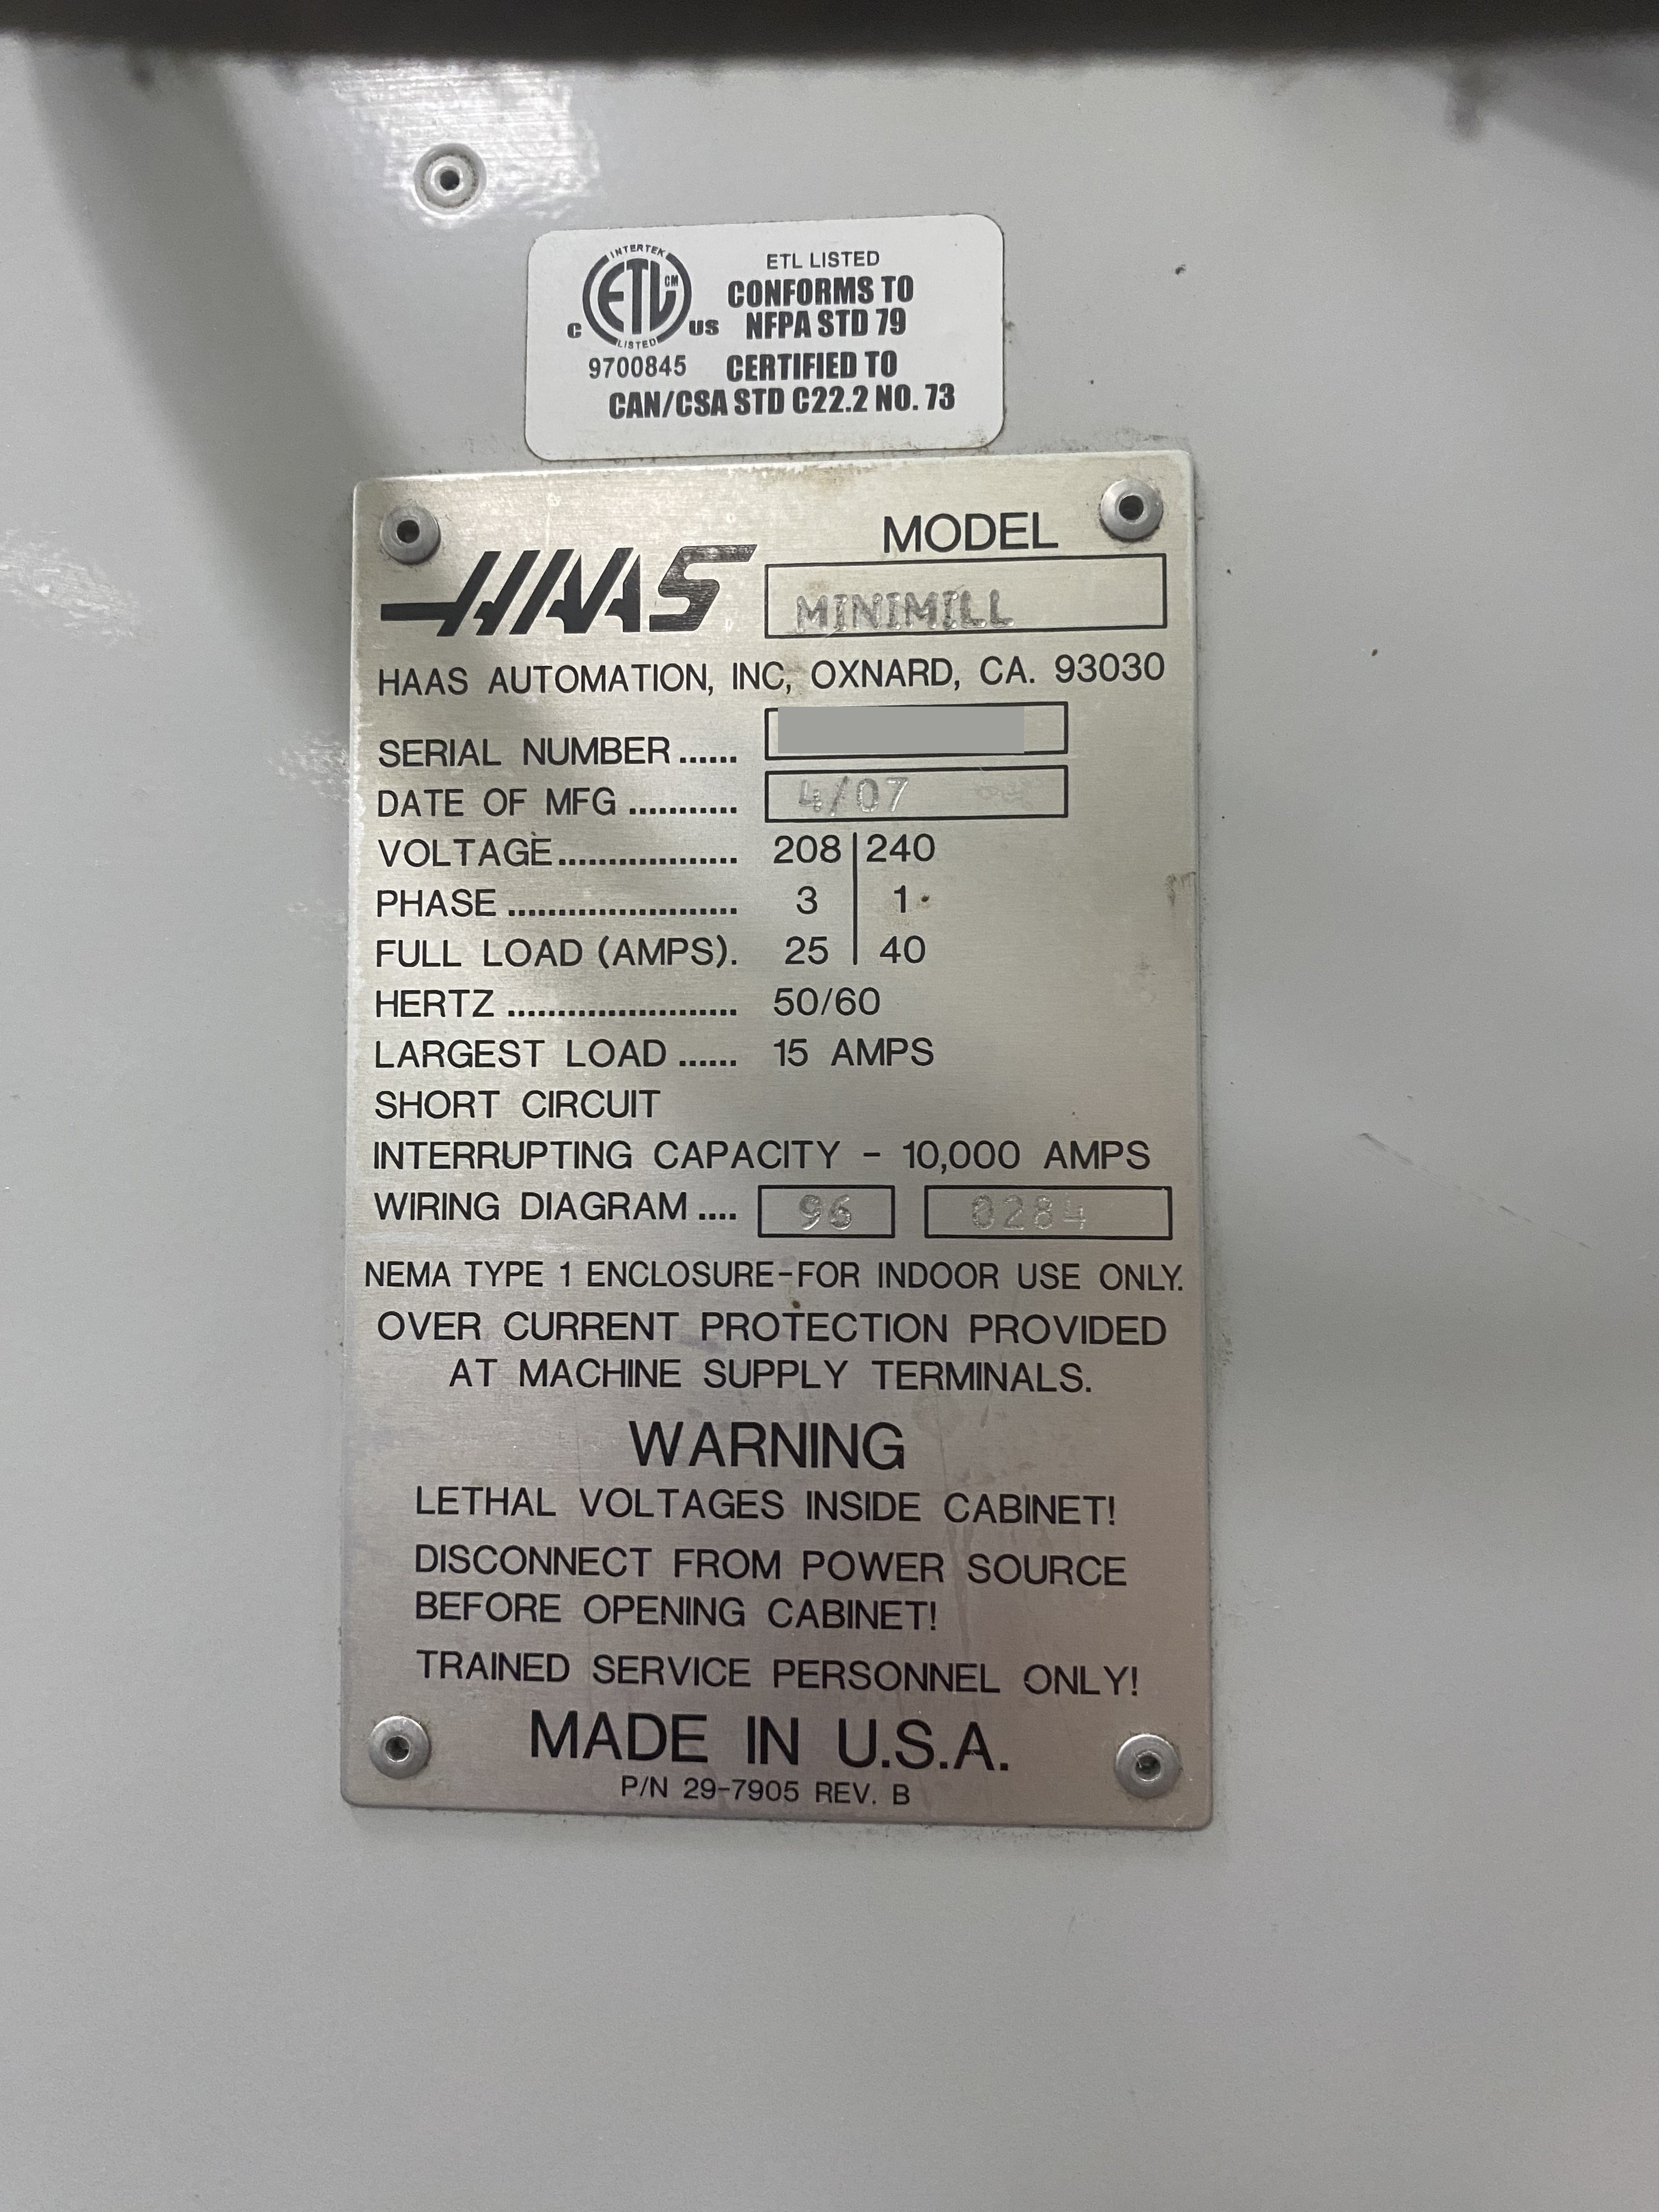 INTERTEK
ETL CM
C US
LISTED
9700845
ETL LISTED
CONFORMS TO
NFPA STD 79
CERTIFIED TO
CAN/CSA STD C22.2 NO. 73
HAAS
MODEL
MINIMILL
HAAS AUTOMATION, INC, OXNARD, CA. 93030
SERIAL NUMBER ......
DATE OF MFG ........... 4/07
VOLTAGE.................. 208 | 240
PHASE ....................... 3 | 1
FULL LOAD (AMPS). 25 | 40
HERTZ ....................... 50/60
LARGEST LOAD ...... 15 AMPS
SHORT CIRCUIT
INTERRUPTING CAPACITY - 10,000 AMPS
WIRING DIAGRAM .... 96 0284
NEMA TYPE 1 ENCLOSURE-FOR INDOOR USE ONLY.
OVER CURRENT PROTECTION PROVIDED
AT MACHINE SUPPLY TERMINALS.
WARNING
LETHAL VOLTAGES INSIDE CABINET!
DISCONNECT FROM POWER SOURCE
BEFORE OPENING CABINET!
TRAINED SERVICE PERSONNEL ONLY!
MADE IN U.S.A.
P/N 29-7905 REV. B